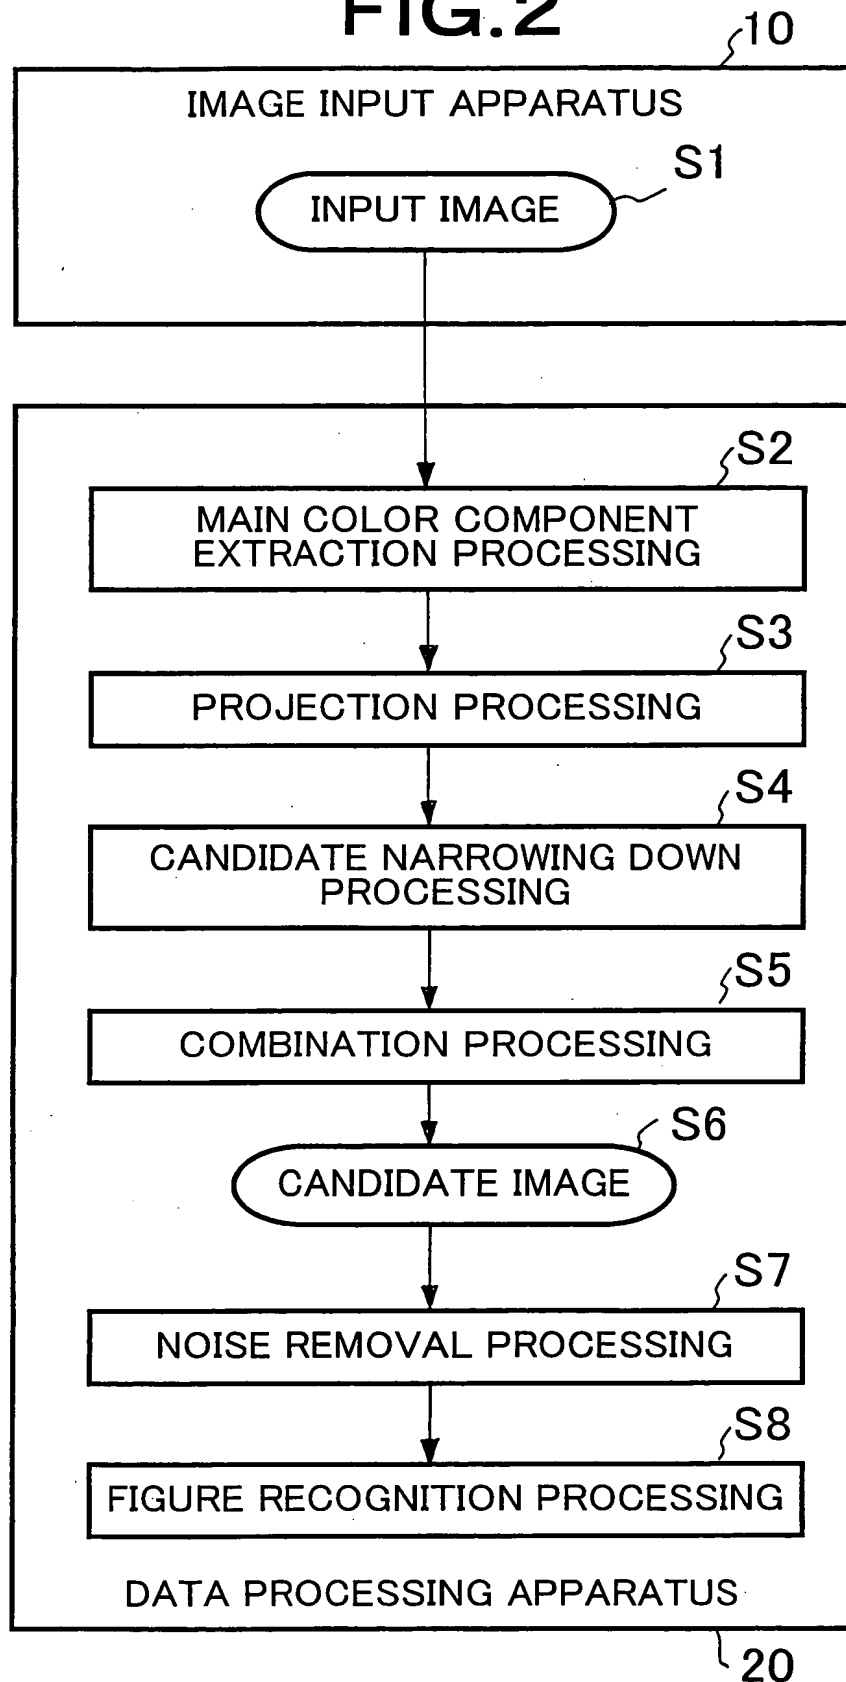 FIG.2
10
IMAGE INPUT APPARATUS
S1
INPUT IMAGE
S2
MAIN COLOR COMPONENT
EXTRACTION PROCESSING
S3
PROJECTION PROCESSING
S4
CANDIDATE NARROWING DOWN
PROCESSING
S5
COMBINATION PROCESSING
S6
CANDIDATE IMAGE
S7
NOISE REMOVAL PROCESSING
S8
FIGURE RECOGNITION PROCESSING
DATA PROCESSING APPARATUS
20